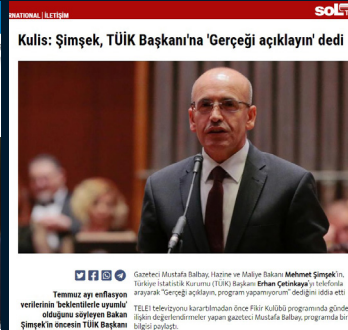 RNATIONAL | İLETİŞİM
soL
Kulis: Şimşek, TÜİK Başkanı'na 'Gerçeği açıklayın' dedi
Temmuz ayı enflasyon
verilerinin 'beklentilerle uyumlu'
olduğunu söyleyen Bakan
Şimşek'in öncesin TÜİK Başkanı
Gazeteci Mustafa Balbay, Hazine ve Maliye Bakanı Mehmet Şimşek'in,
Türkiye İstatistik Kurumu (TÜİK) Başkanı Erhan Çetinkaya'yı telefonla
arayarak "Gerçeği açıklayın, program yapamıyorum" dediğini iddia etti
TELE1 televizyonu karartılmadan önce Fikir Kulübü programında günde
ilişkin değerlendirmeler yapan gazeteci Mustafa Balbay, programda bir
bilgisi paylaştı.